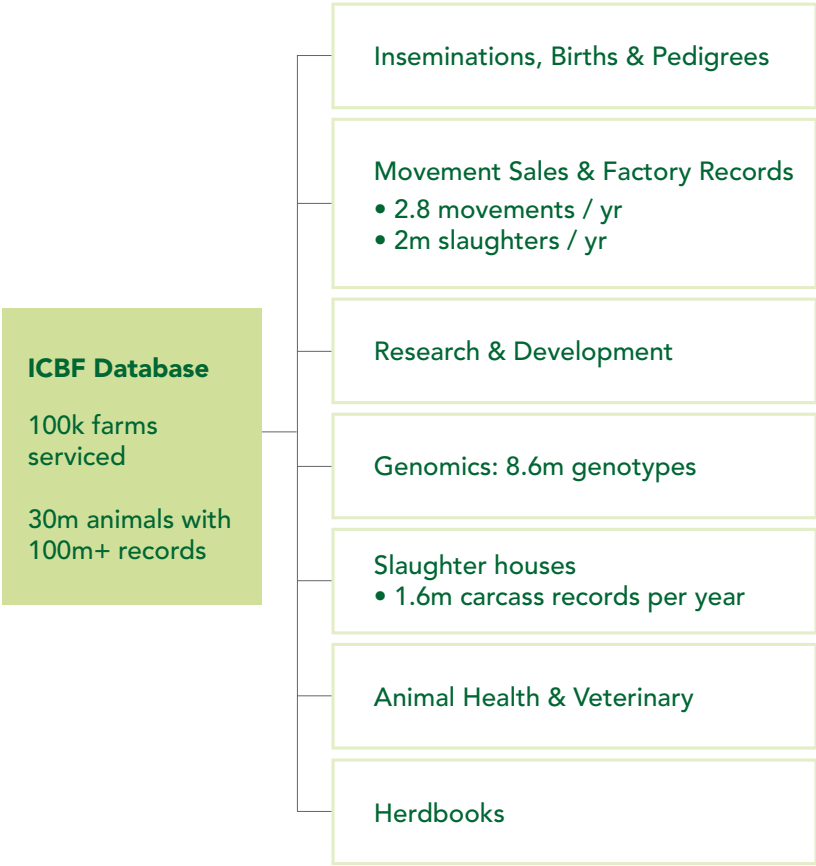 ICBF Database
100k farms
serviced
30m animals with
100m+ records
Inseminations, Births & Pedigrees
Movement Sales & Factory Records
• 2.8 movements / yr
• 2m slaughters / yr
Research & Development
Genomics: 8.6m genotypes
Slaughter houses
• 1.6m carcass records per year
Animal Health & Veterinary
Herdbooks